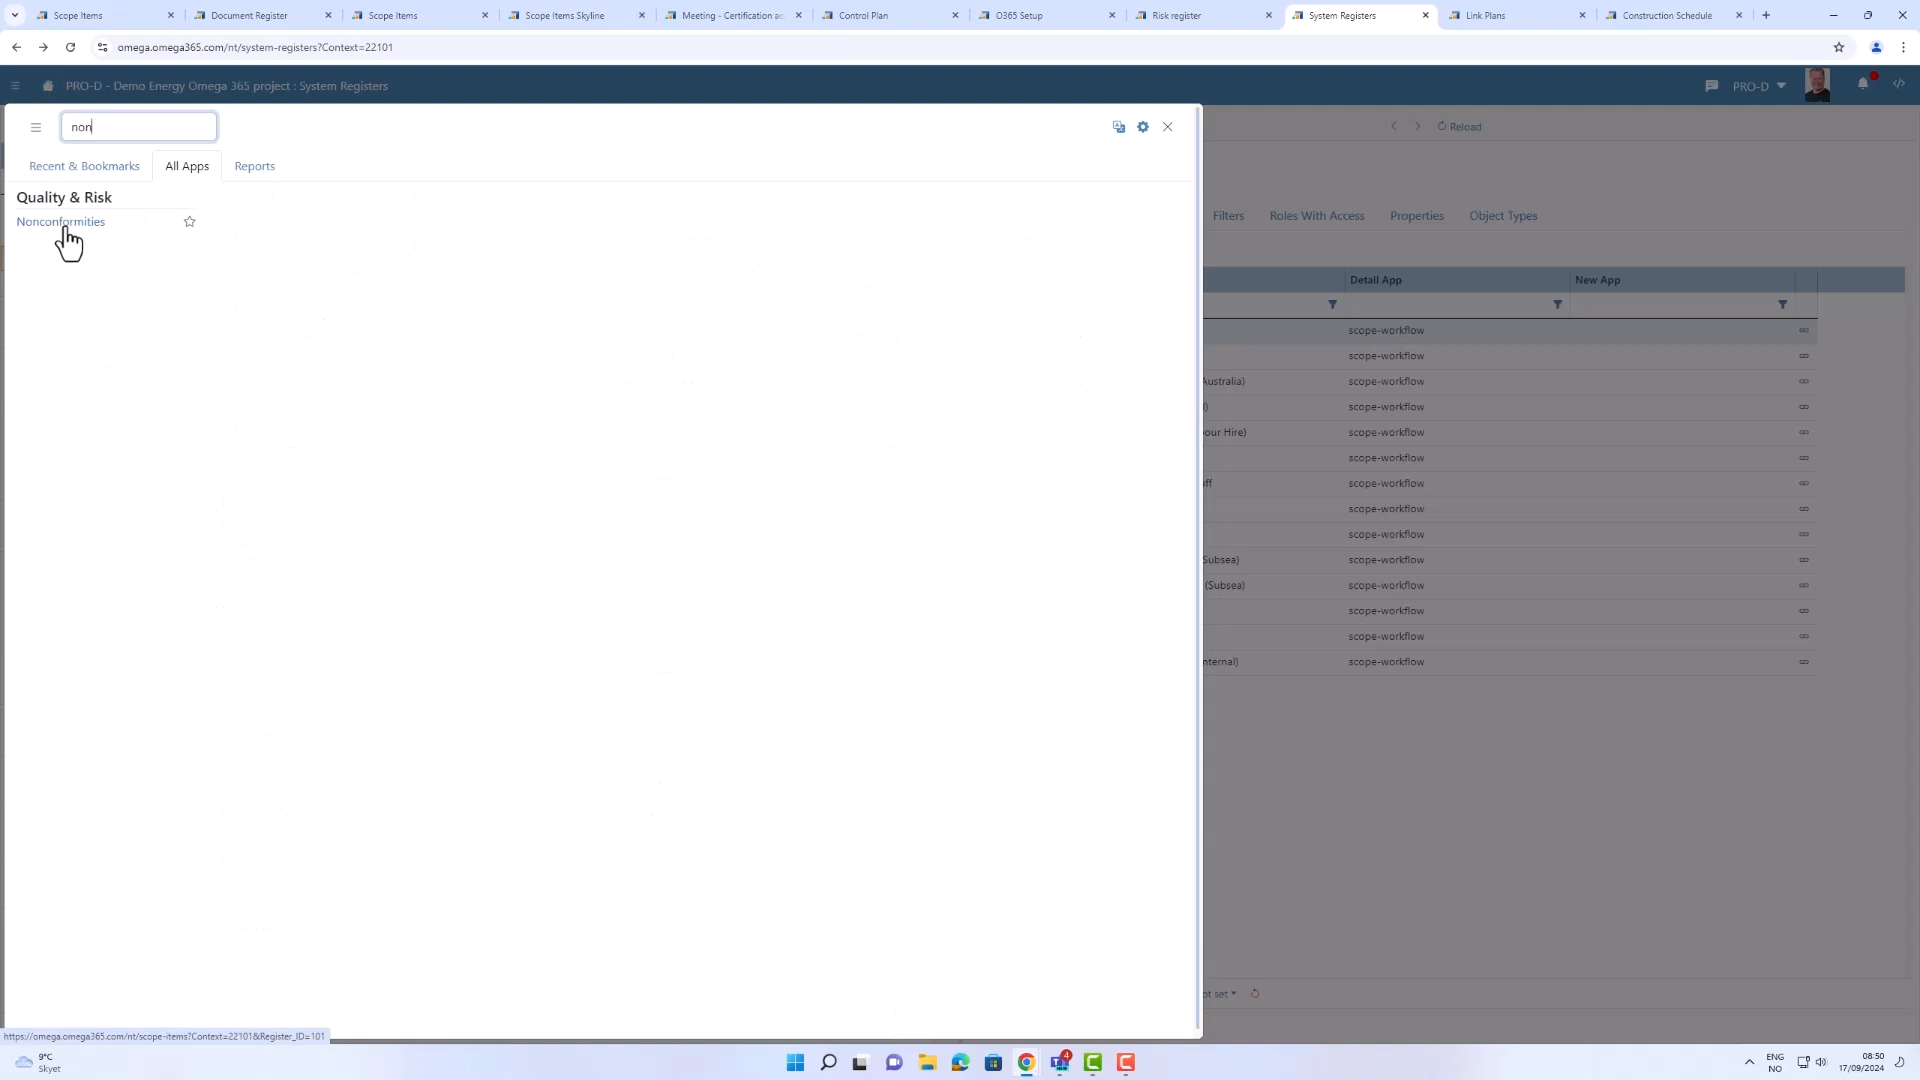 Scope Items
Document Register
Scope Items
Scope Items Skyline
Meeting - Certification ac
Control Plan
O365 Setup
Risk register
System Registers
Link Plans
Construction Schedule
omega.omega365.com/nt/system-registers?Context=22101
PRO-D - Demo Energy Omega 365 project : System Registers
PRO-D
non
Reload
Recent & Bookmarks
All Apps
Reports
Quality & Risk
Nonconformities
Filters
Roles With Access
Properties
Object Types
Detail App
New App
scope-workflow
scope-workflow
Australia) scope-workflow
) scope-workflow
our Hire) scope-workflow
scope-workflow
ff scope-workflow
scope-workflow
scope-workflow
Subsea) scope-workflow
(Subsea) scope-workflow
scope-workflow
scope-workflow
nternal) scope-workflow
ot set
https://omega.omega365.com/nt/scope-items?Context=22101&Register_ID=101
9°C
Skyet
4
ENG
NO
08:50
17/09/2024